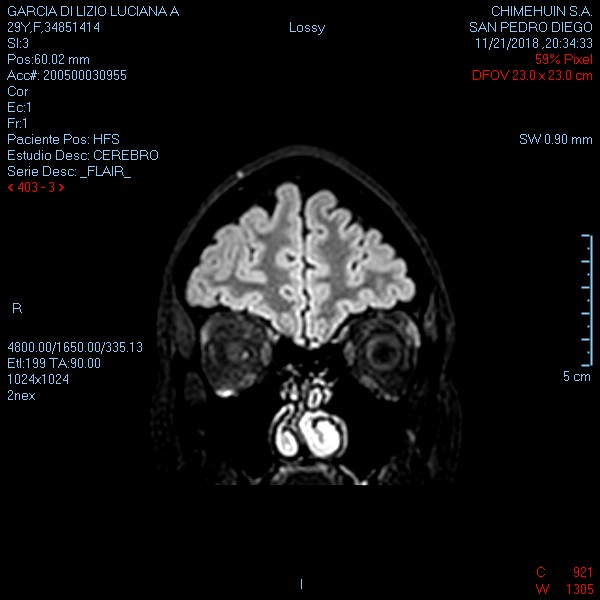 GARCIA DI LIZIO LUCIANA A
29Y,F,34851414
Sl:3
Pos:60.02 mm
Acc#: 200500030955
Cor
Ec:1
Fr:1
Paciente Pos: HFS
Estudio Desc: CEREBRO
Serie Desc: _FLAIR_
< 403 - 3 >
Lossy
CHIMEHUIN S.A.
SAN PEDRO DIEGO
11/21/2018 ,20:34:33
59% Pixel
DFOV 23.0 x 23.0 cm
SW 0.90 mm
R
4800.00/1650.00/335.13
Etl:199 TA:90.00
1024x1024
2nex
5 cm
I
C 921
W 1305